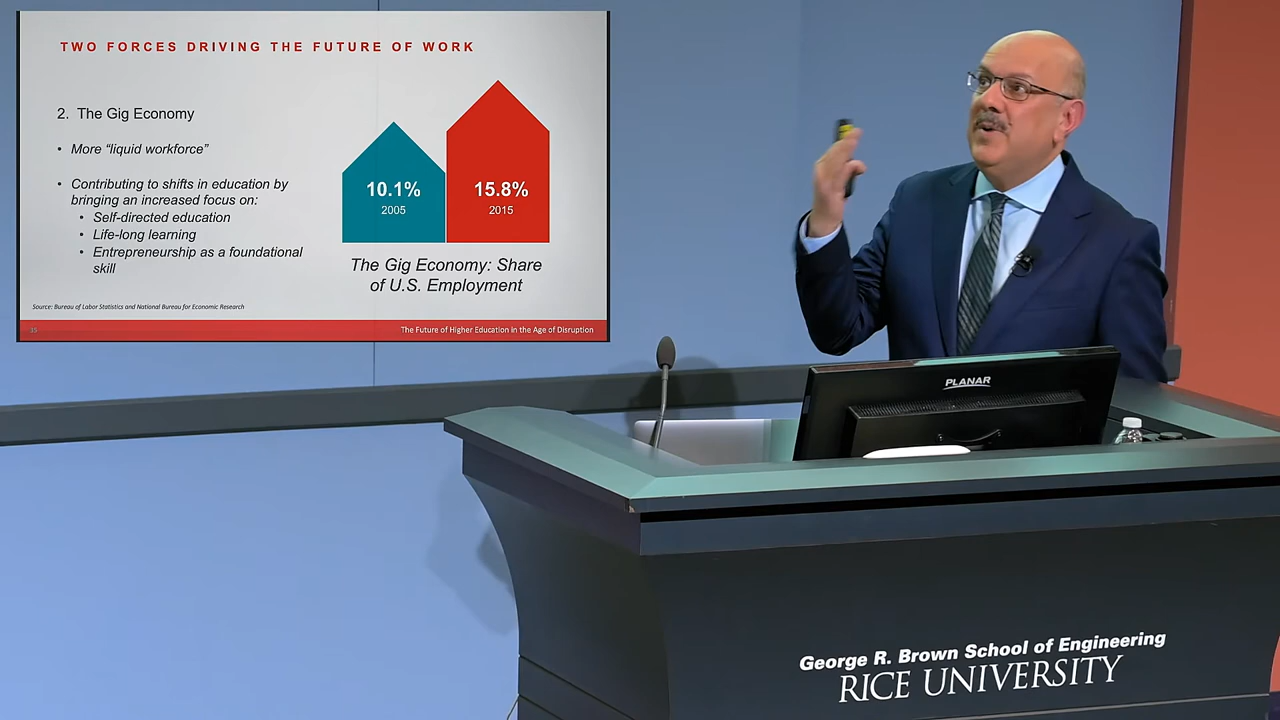 TWO FORCES DRIVING THE FUTURE OF WORK
2. The Gig Economy
• More “liquid workforce”
• Contributing to shifts in education by
bringing an increased focus on:
• Self-directed education
• Life-long learning
• Entrepreneurship as a foundational
skill
10.1%
2005
15.8%
2015
The Gig Economy: Share
of U.S. Employment
Source: Bureau of Labor Statistics and National Bureau for Economic Research
15
The Future of Higher Education in the Age of Disruption
PLANAR
George R. Brown School of Engineering
RICE UNIVERSITY